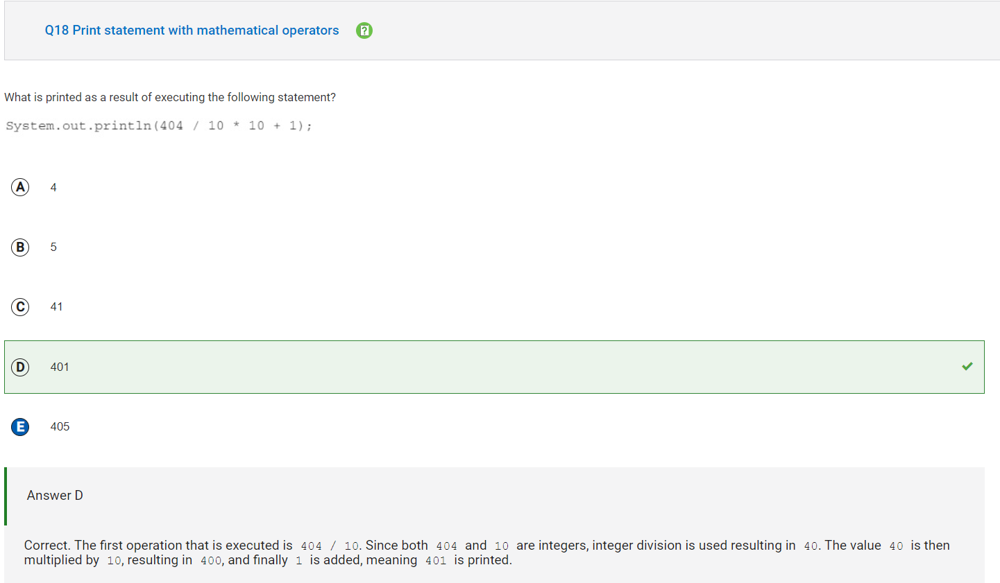 Q18 Print statement with mathematical operators
What is printed as a result of executing the following statement?
System.out.println(404 / 10 * 10 + 1);
A 4
B 5
C 41
D 401
E 405
Answer D
Correct. The first operation that is executed is 404 / 10. Since both 404 and 10 are integers, integer division is used resulting in 40. The value 40 is then
multiplied by 10, resulting in 400, and finally 1 is added, meaning 401 is printed.